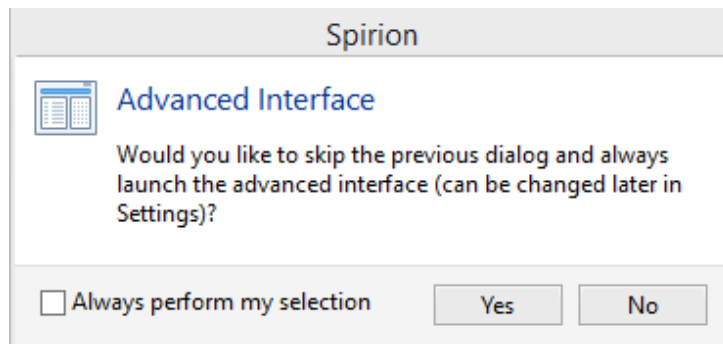 Spirion
Advanced Interface
Would you like to skip the previous dialog and always
launch the advanced interface (can be changed later in
Settings)?
Always perform my selection
Yes
No